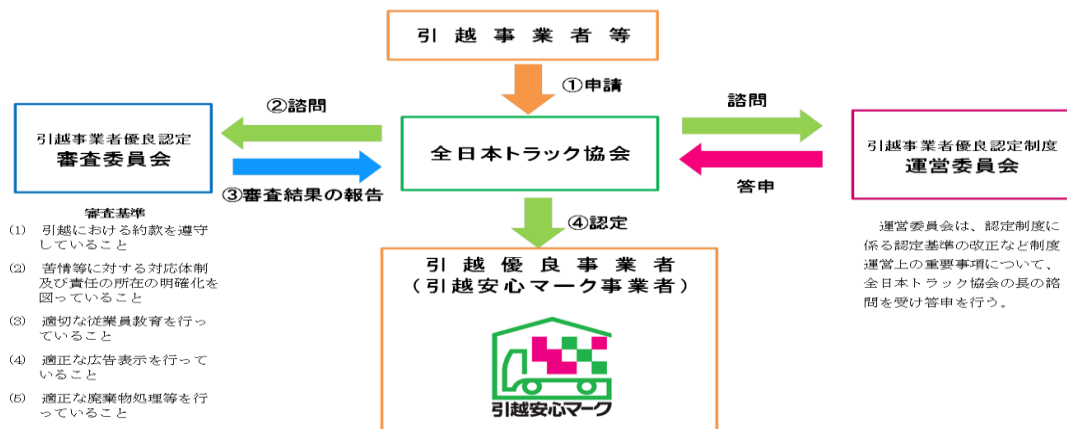 引越事業者等
①申請
②諮問
諮問
引越事業者優良認定
審査委員会
全日本トラック協会
引越事業者優良認定制度
運営委員会
③審査結果の報告
答申
④認定
審査基準
(1) 引越における約款を遵守
していること
(2) 苦情等に対する対応体制
及び責任の所在の明確化を
図っていること
(3) 適切な従業員教育を行っ
ていること
(4) 適正な広告表示を行って
いること
(5) 適正な廃棄物処理等を行
っていること
引越優良事業者
（引越安心マーク事業者）
引越安心マーク
運営委員会は、認定制度に
係る認定基準の改正など制度
運営上の重要事項について、
全日本トラック協会の長の諮
問を受け答申を行う。